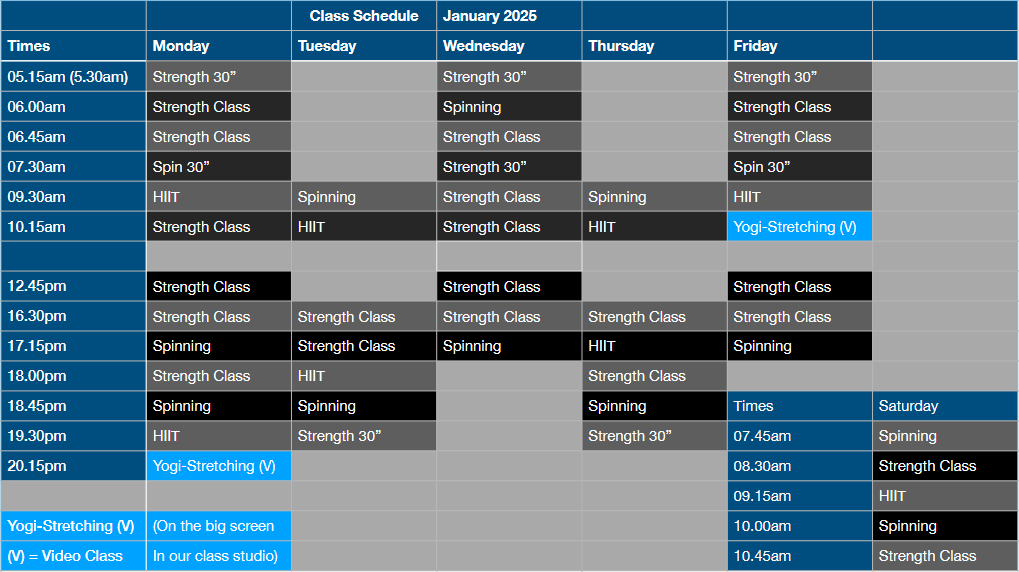 Class Schedule January 2025
Times Monday Tuesday Wednesday Thursday Friday
05.15am (5.30am) Strength 30” Strength 30” Strength 30”
06.00am Strength Class Spinning Strength Class
06.45am Strength Class Strength Class Strength Class
07.30am Spin 30” Strength 30” Spin 30”
09.30am HIIT Spinning Strength Class Spinning HIIT
10.15am Strength Class HIIT Strength Class HIIT Yogi-Stretching (V)
12.45pm Strength Class Strength Class Strength Class
16.30pm Strength Class Strength Class Strength Class Strength Class Strength Class
17.15pm Spinning Strength Class Spinning HIIT Spinning
18.00pm Strength Class HIIT Strength Class
18.45pm Spinning Spinning Spinning Times Saturday
19.30pm HIIT Strength 30” Strength 30” 07.45am Spinning
20.15pm Yogi-Stretching (V) 08.30am Strength Class
09.15am HIIT
Yogi-Stretching (V) (On the big screen 10.00am Spinning
(V) = Video Class In our class studio) 10.45am Strength Class